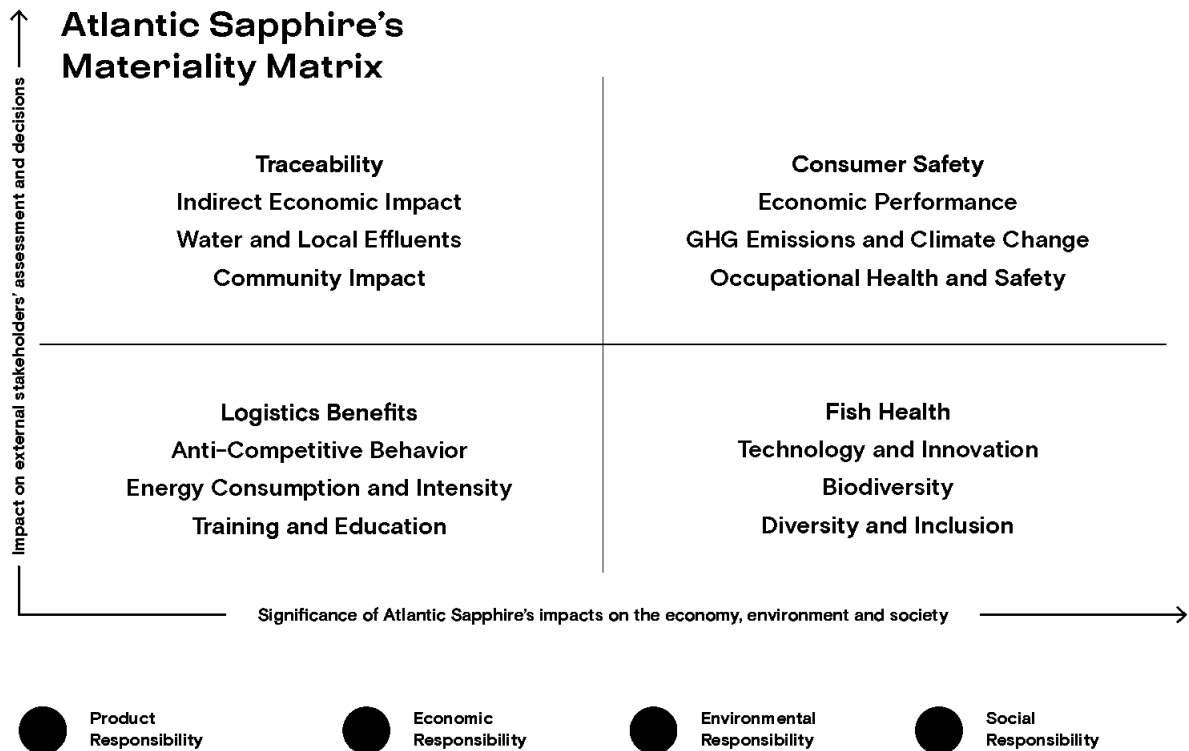 Atlantic Sapphire's
Materiality Matrix
Impact on external stakeholders' assessment and decisions
Traceability
Indirect Economic Impact
Water and Local Effluents
Community Impact
Consumer Safety
Economic Performance
GHG Emissions and Climate Change
Occupational Health and Safety
Logistics Benefits
Anti-Competitive Behavior
Energy Consumption and Intensity
Training and Education
Fish Health
Technology and Innovation
Biodiversity
Diversity and Inclusion
Significance of Atlantic Sapphire's impacts on the economy, environment and society
Product
Responsibility
Economic
Responsibility
Environmental
Responsibility
Social
Responsibility